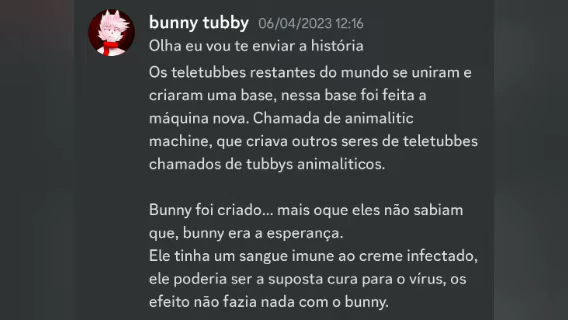 bunny tubby 06/04/2023 12:16
Olha eu vou te enviar a história
Os teletubbes restantes do mundo se uniram e
criaram uma base, nessa base foi feita a
máquina nova. Chamada de animalitic
machine, que criava outros seres de teletubbes
chamados de tubbys animaliticos.
Bunny foi criado... mais oque eles não sabiam
que, bunny era a esperança.
Ele tinha um sangue imune ao creme infectado,
ele poderia ser a suposta cura para o vírus, os
efeito não fazia nada com o bunny.